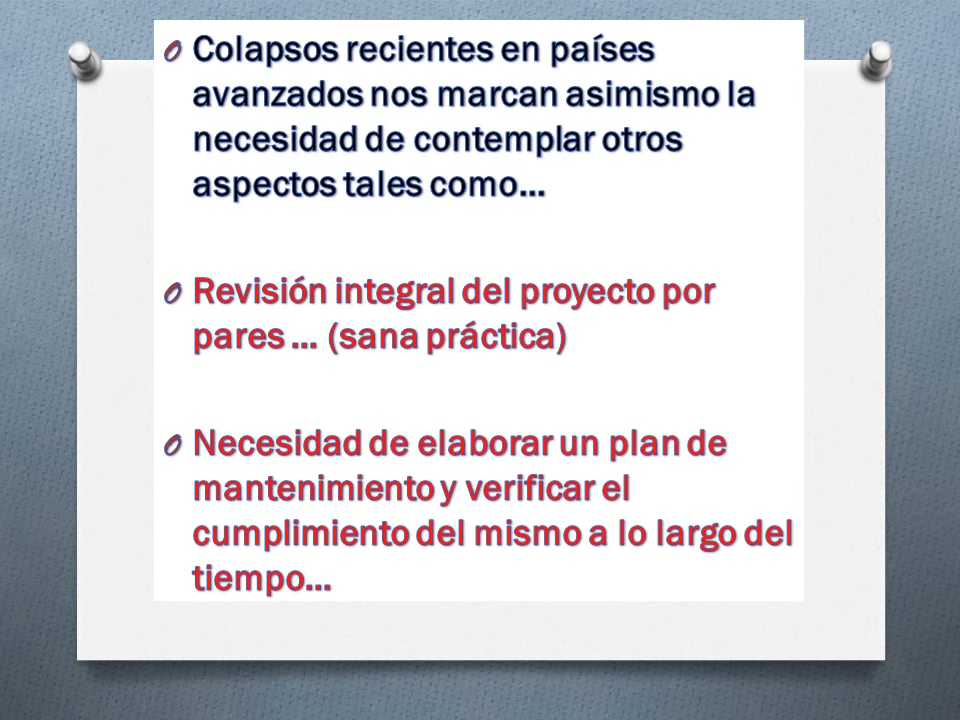 Colapsos recientes en países
avanzados nos marcan asimismo la
necesidad de contemplar otros
aspectos tales como...
Revisión integral del proyecto por
pares ... (sana práctica)
Necesidad de elaborar un plan de
mantenimiento y verificar el
cumplimiento del mismo a lo largo del
tiempo...